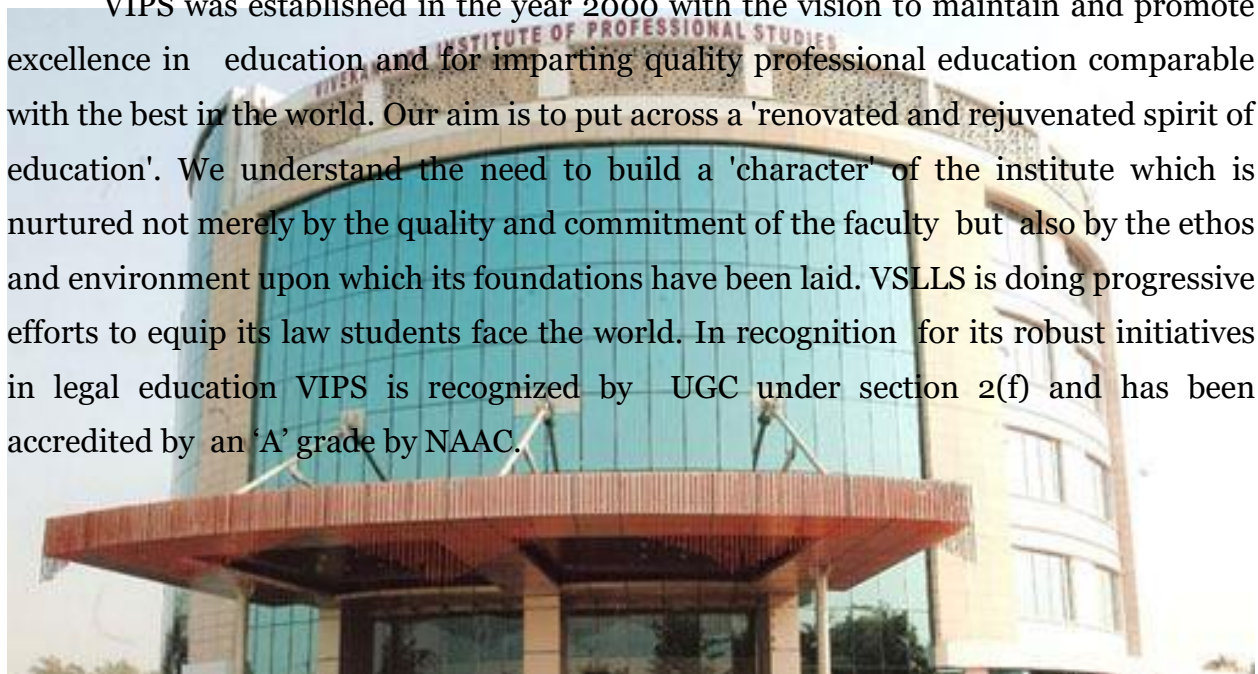 VIPS was established in the year 2000 with the vision to maintain and promote
INSTITUTE OF PROFESSIONAL STUDIES
excellence in education and for imparting quality professional education comparable
with the best in the world. Our aim is to put across a 'renovated and rejuvenated spirit of
education'. We understand the need to build a 'character' of the institute which is
nurtured not merely by the quality and commitment of the faculty but also by the ethos
and environment upon which its foundations have been laid. VSLLS is doing progressive
efforts to equip its law students face the world. In recognition for its robust initiatives
in legal education VIPS is recognized by UGC under section 2(f) and has been
accredited by an ‘A’ grade by NAAC.